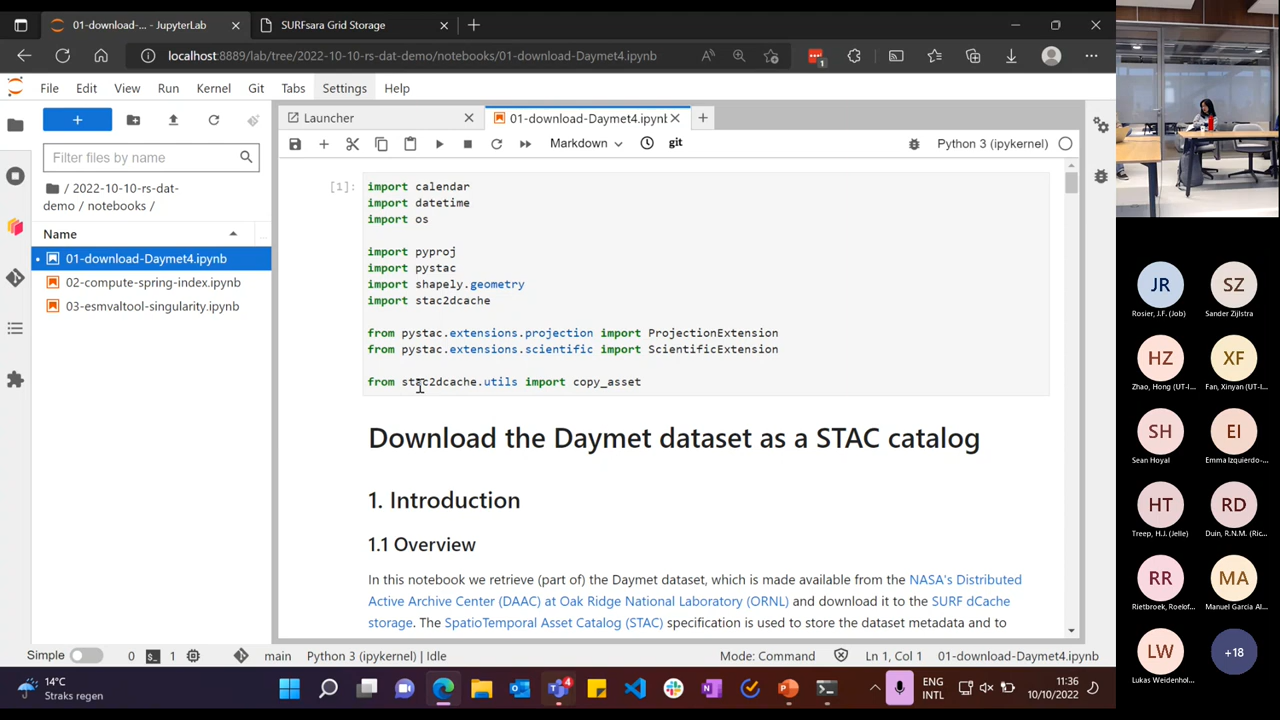 01-download-... - JupyterLab
SURFsara Grid Storage
localhost:8889/lab/tree/2022-10-10-rs-dat-demo/notebooks/01-download-Daymet4.ipynb
1
File Edit View Run Kernel Git Tabs Settings Help
Launcher
01-download-Daymet4.ipynb
Markdown
git
Python 3 (ipykernel)
Filter files by name
/ 2022-10-10-rs-dat-
demo / notebooks /
Name
01-download-Daymet4.ipynb
02-compute-spring-index.ipynb
03-esmvaltool-singularity.ipynb
[1]:
import calendar
import datetime
import os
import pyproj
import pystac
import shapely.geometry
import stac2dcache
from pystac.extensions.projection import ProjectionExtension
from pystac.extensions.scientific import ScientificExtension
from stac2dcache.utils import copy_asset
Download the Daymet dataset as a STAC catalog
1. Introduction
1.1 Overview
In this notebook we retrieve (part of) the Daymet dataset, which is made available from the NASA's Distributed
Active Archive Center (DAAC) at Oak Ridge National Laboratory (ORNL) and download it to the SURF dCache
storage. The SpatioTemporal Asset Catalog (STAC) specification is used to store the dataset metadata and to
Simple
0
1
main
Python 3 (ipykernel) | Idle
Mode: Command
Ln 1, Col 1
01-download-Daymet4.ipynb
14°C
Straks regen
4
ENG
INTL
11:36
10/10/2022
JR
Rosier, J.F. (Job)
SZ
Sander Zijlstra
HZ
Zhao, Hong (UT-I...
XF
Fan, Xinyan (UT-I...
SH
Sean Hoyal
EI
Emma Izquierdo-...
HT
Treep, H.J. (Jelle)
RD
Duin, R.N.M. (Ric...
RR
Rietbroek, Roelof...
MA
Manuel Garcia Al...
LW
Lukas Weidenhol...
+18